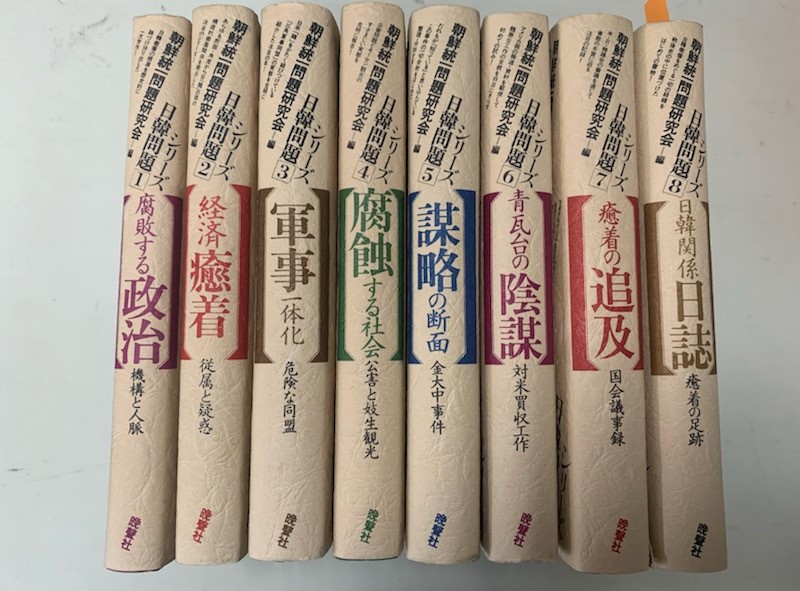 朝鮮統一問題研究会―編
シリーズ、日韓問題 1
腐敗する政治
機構と人脈
晩聲社
朝鮮統一問題研究会―編
シリーズ、日韓問題 2
経済癒着
従属と疑惑
晩聲社
朝鮮統一問題研究会―編
シリーズ、日韓問題 3
軍事一体化
危険な同盟
晩聲社
朝鮮統一問題研究会―編
シリーズ、日韓問題 4
腐蝕する社会
公害と妓生観光
晩聲社
朝鮮統一問題研究会―編
シリーズ、日韓問題 5
謀略の断面
金大中事件
晩聲社
朝鮮統一問題研究会―編
シリーズ、日韓問題 6
青瓦台の陰謀
対米買収工作
晩聲社
朝鮮統一問題研究会―編
シリーズ、日韓問題 7
癒着の追及
国会議事録
晩聲社
朝鮮統一問題研究会―編
シリーズ、日韓問題 8
日韓関係日誌
癒着の足跡
晩聲社